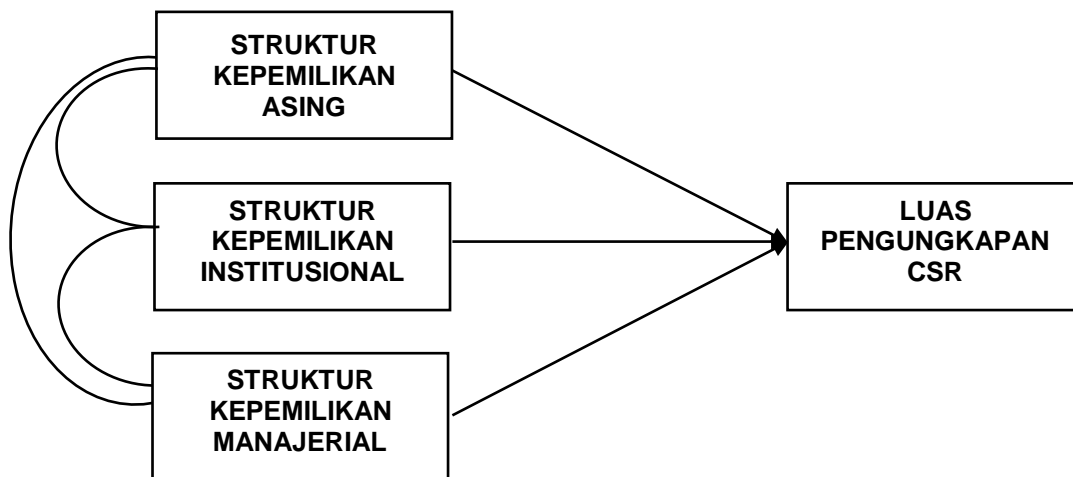 STRUKTUR
KEPEMILIKAN
ASING
STRUKTUR
KEPEMILIKAN
INSTITUSIONAL
STRUKTUR
KEPEMILIKAN
MANAJERIAL
LUAS
PENGUNGKAPAN
CSR